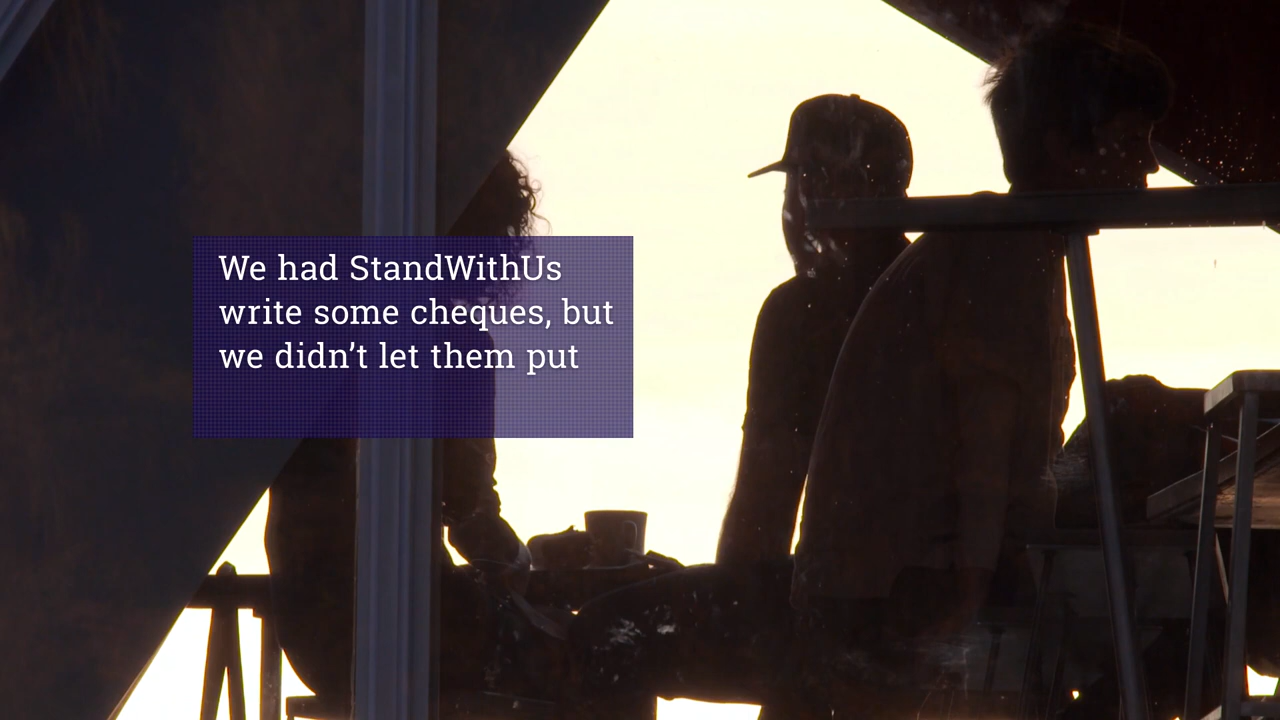 We had StandWithUs
write some cheques, but
we didn’t let them put